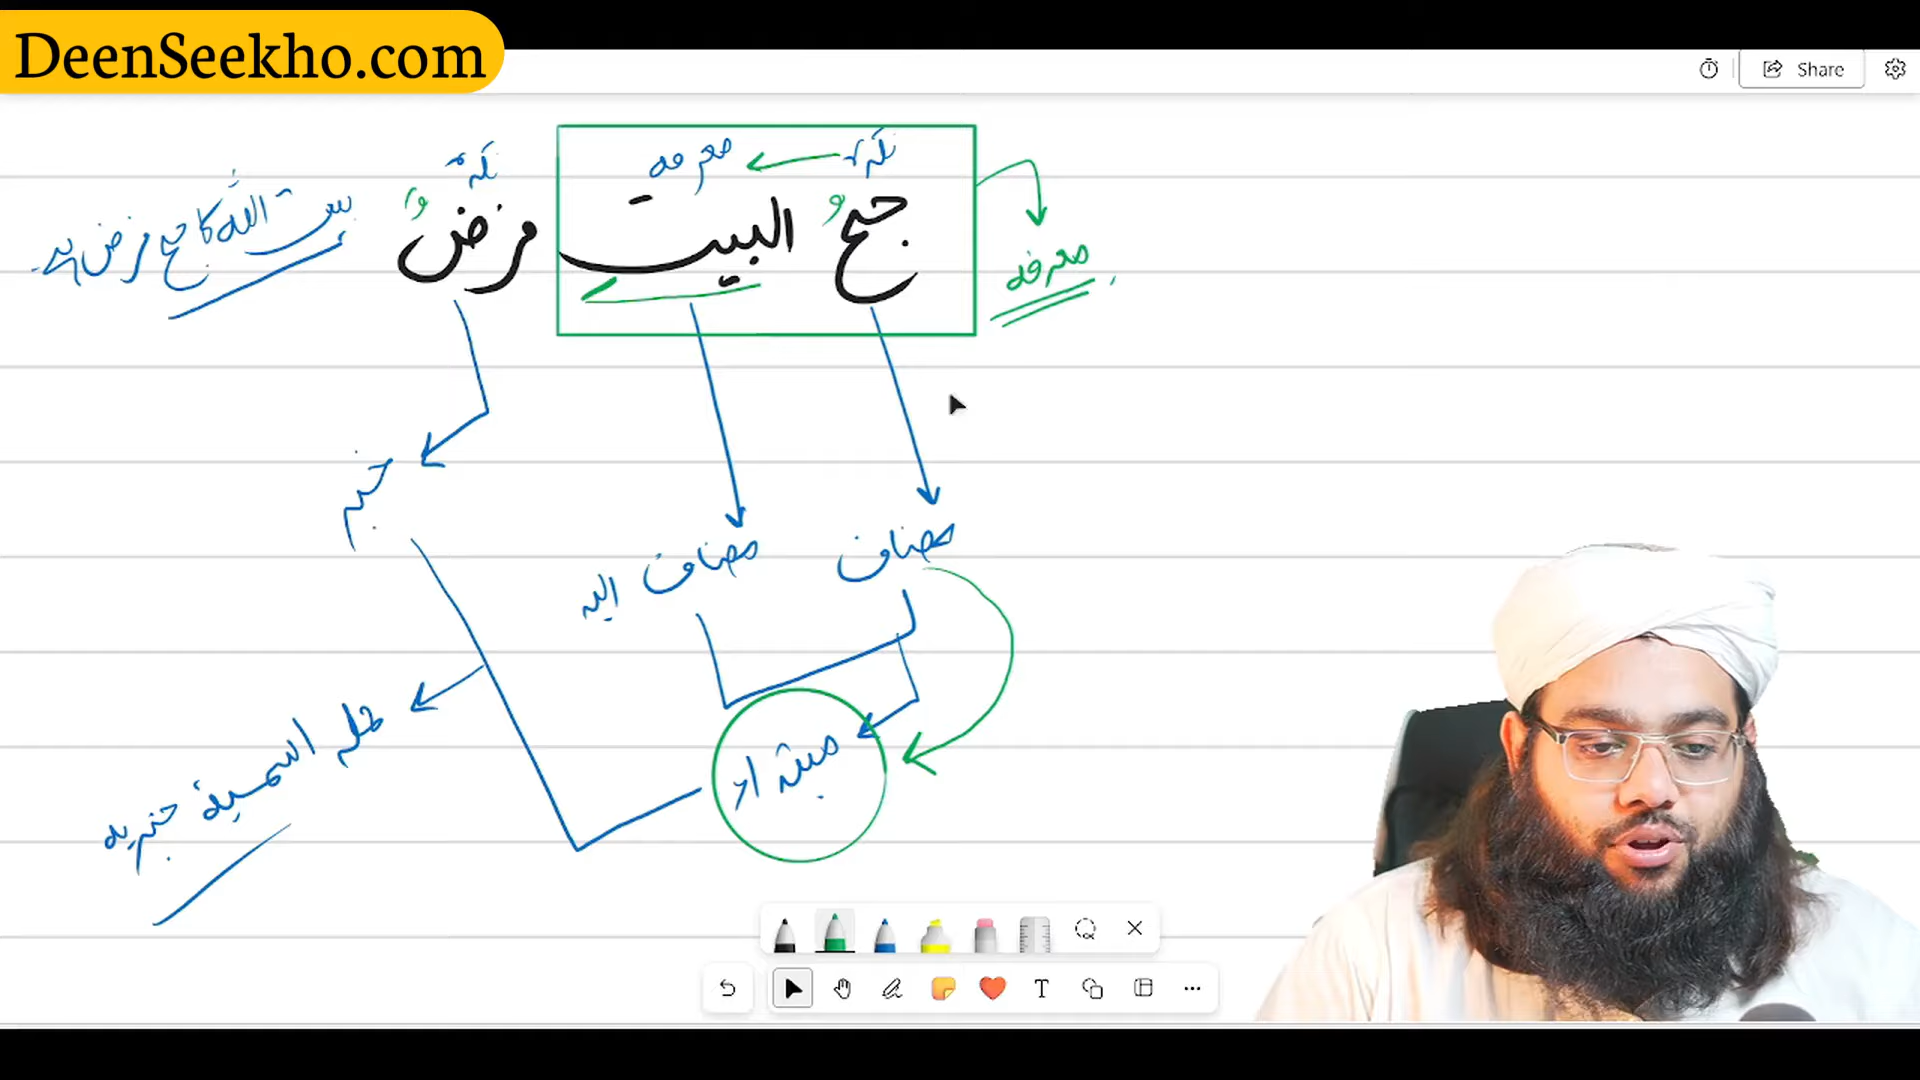 DeenSeekho.com
Share
نکرہ معرفہ نکرہ
حج البیت فرض
معرفہ
بیت اللہ کا حج فرض ہے
خبر
مضاف مضاف الیہ
مبتداء
جملہ اسمیہ خبریہ
T